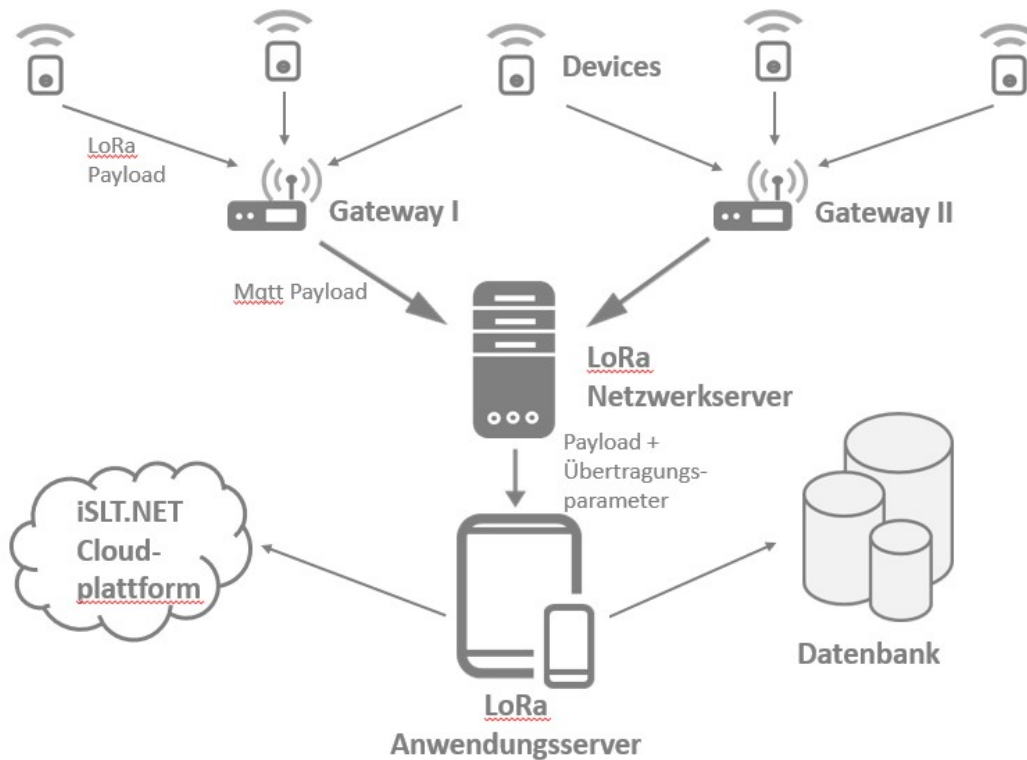 Devices
LoRa
Payload
Gateway I
Gateway II
Mqtt Payload
LoRa
Netzwerkserver
Payload +
Übertragungs-
parameter
iSLT.NET
Cloud-
plattform
Datenbank
LoRa
Anwendungsserver